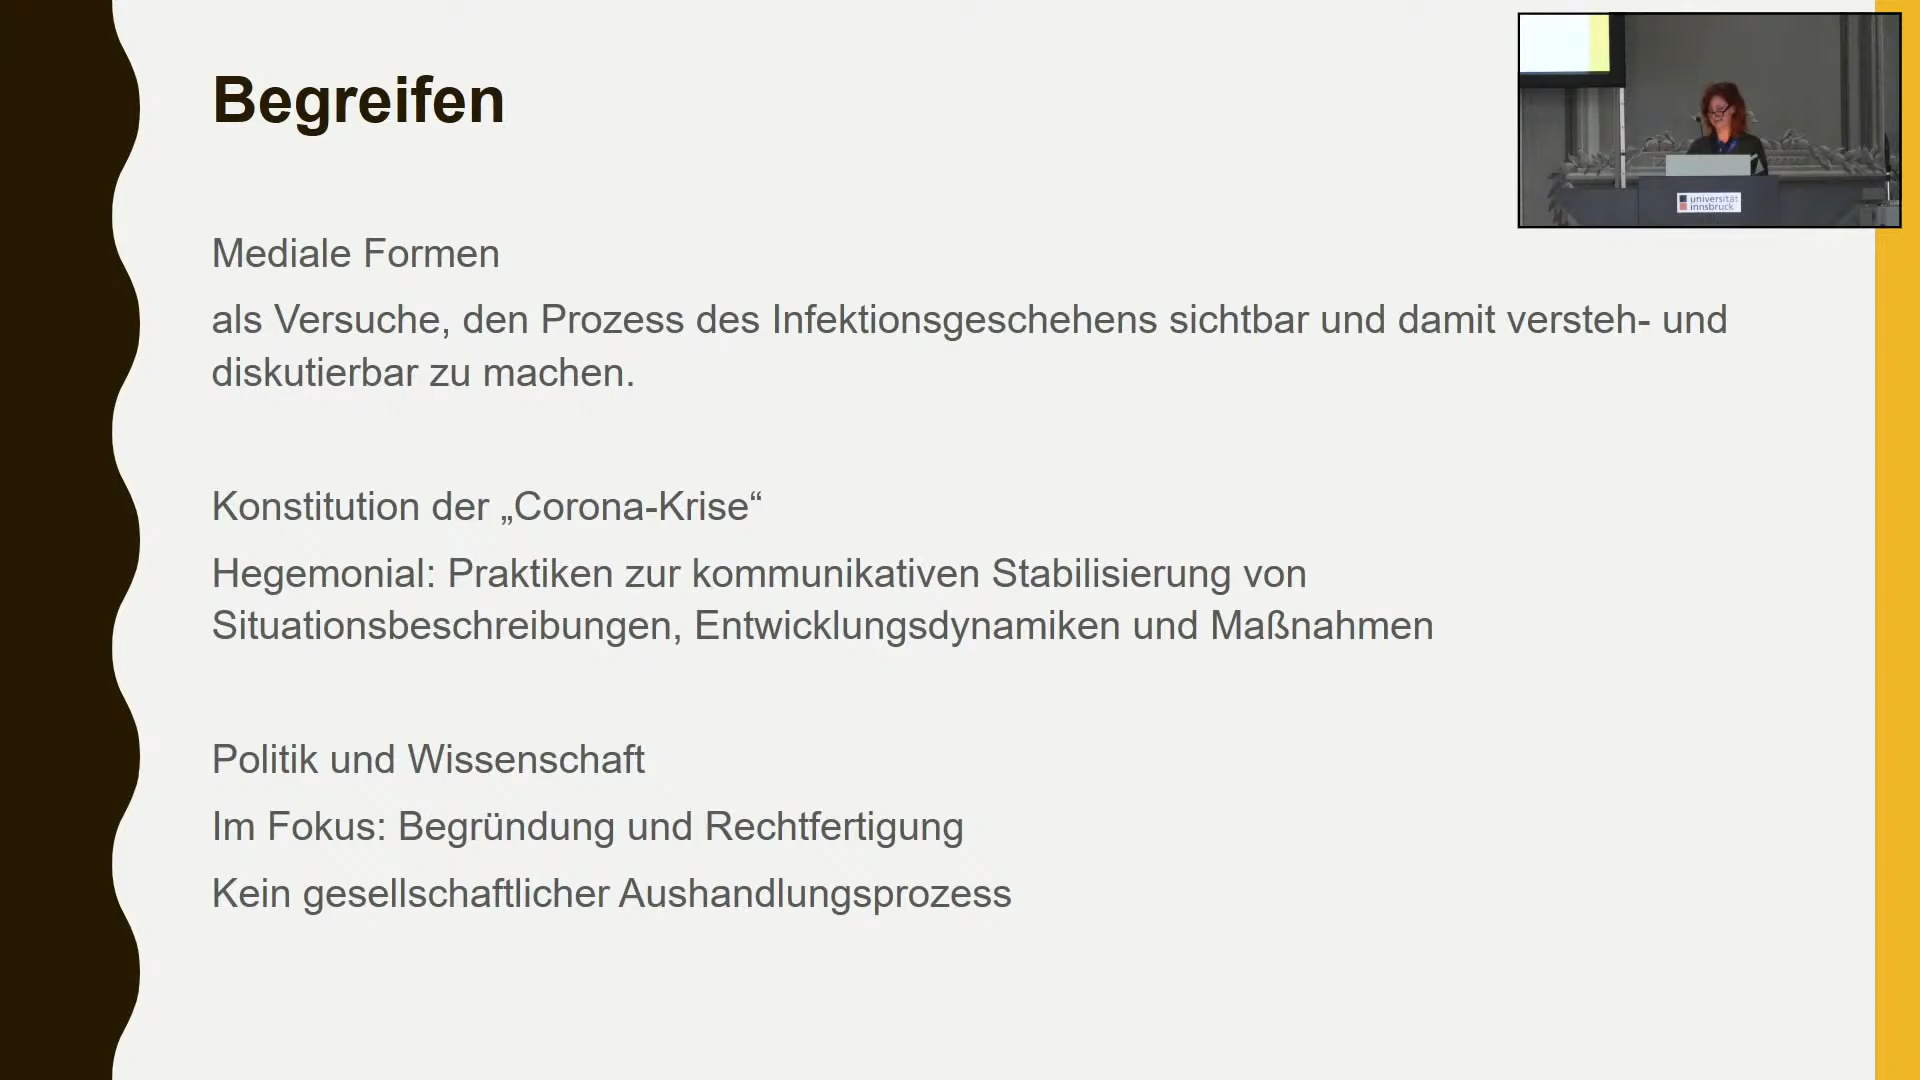 Begreifen
Mediale Formen
als Versuche, den Prozess des Infektionsgeschehens sichtbar und damit versteh- und
diskutierbar zu machen.
Konstitution der „Corona-Krise“
Hegemonial: Praktiken zur kommunikativen Stabilisierung von
Situationsbeschreibungen, Entwicklungsdynamiken und Maßnahmen
Politik und Wissenschaft
Im Fokus: Begründung und Rechtfertigung
Kein gesellschaftlicher Aushandlungsprozess
universität
innsbruck